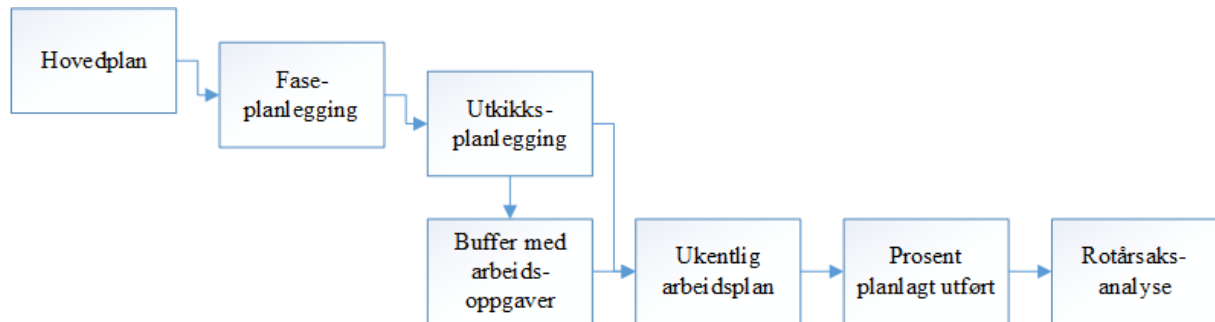 Hovedplan
Fase-
planlegging
Utkikks-
planlegging
Buffer med
arbeids-
oppgaver
Ukentlig
arbeidsplan
Prosent
planlagt utført
Rotårsaks-
analyse